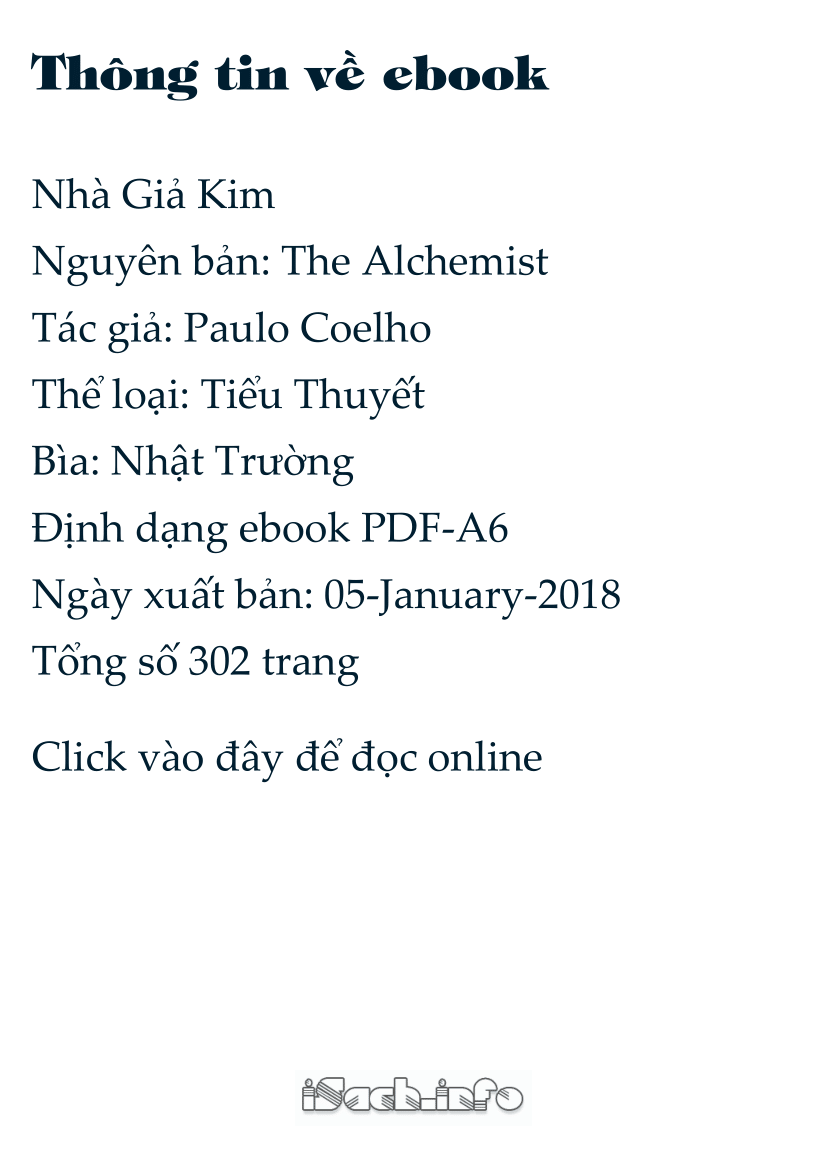 Thông tin về ebook
Nhà Giả Kim
Nguyên bản: The Alchemist
Tác giả: Paulo Coelho
Thể loại: Tiểu Thuyết
Bìa: Nhật Trường
Định dạng ebook PDF-A6
Ngày xuất bản: 05-January-2018
Tổng số 302 trang
Click vào đây để đọc online
iSach.info